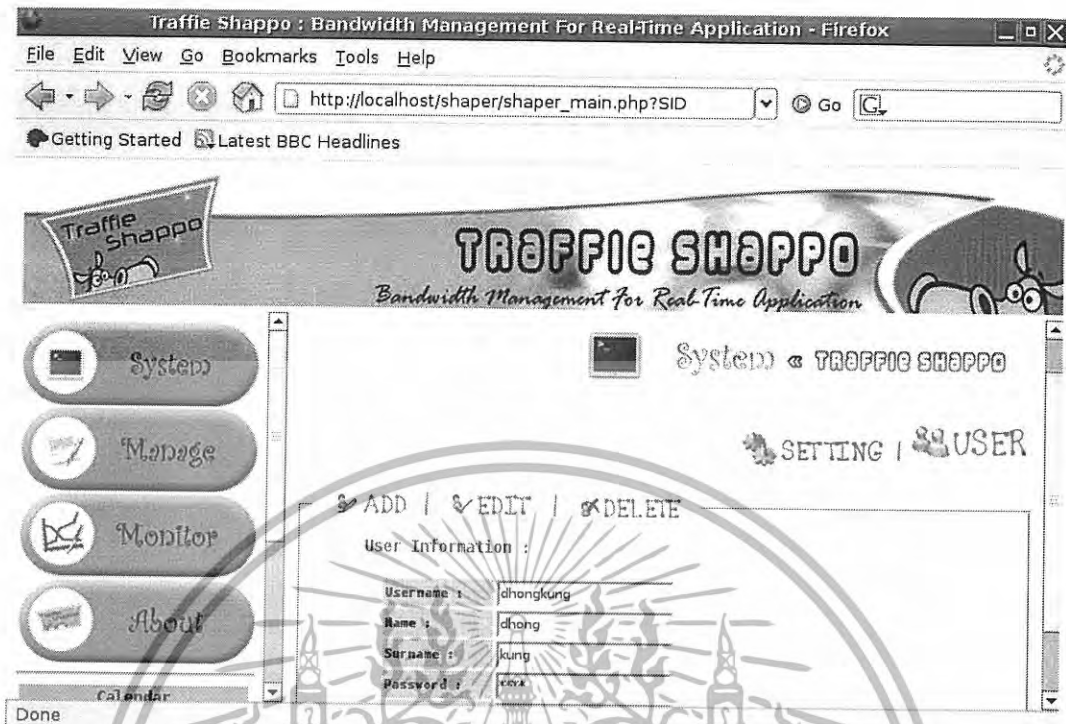 Traffie Shappo : Bandwidth Management For Real-Time Application - Firefox
File Edit View Go Bookmarks Tools Help
http://localhost/shaper/shaper_main.php?SID Go G
Getting Started Latest BBC Headlines
Traffie Shappo
TRaFFIe SHaPPO
Bandwidth Management For Real-Time Application
System
Manage
Monitor
About
Calendar
System « TRaFFIe SHaPPO
SETTING | USER
ADD | EDIT | DELETE
User Information :
Username : dhongkung
Name : dhong
Surname : kung
Password : ****
Done